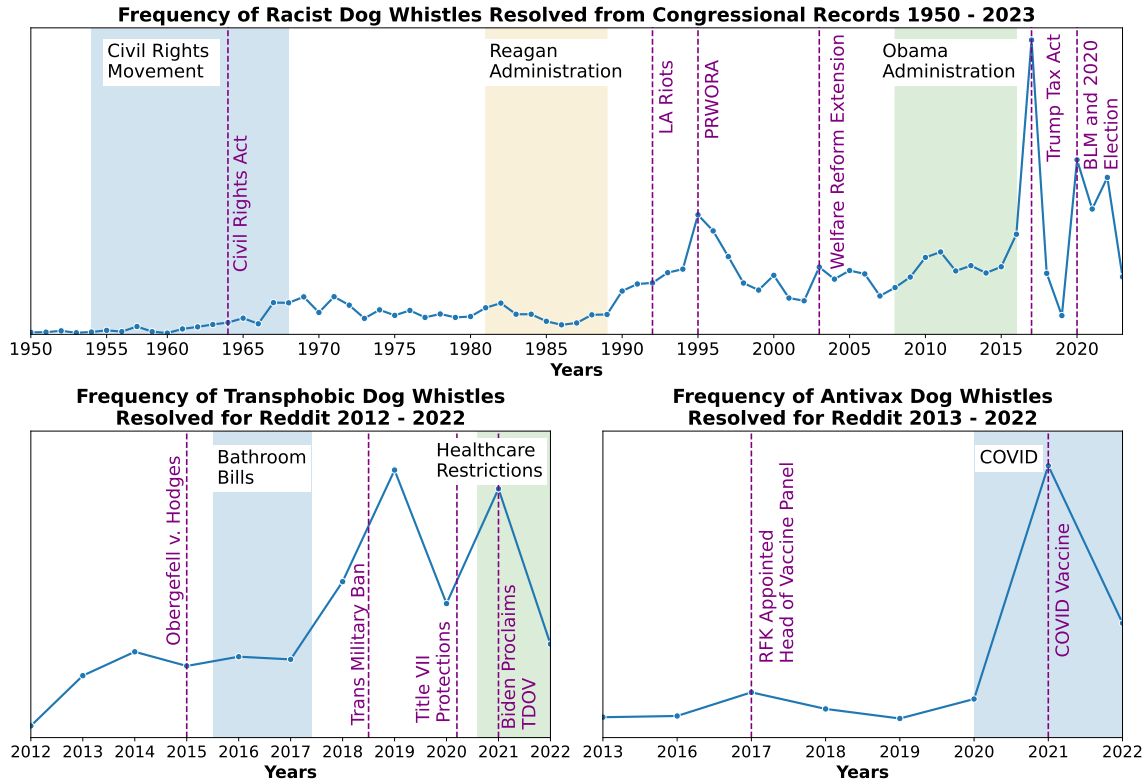 Frequency of Racist Dog Whistles Resolved from Congressional Records 1950 - 2023
Civil Rights
Movement
Civil Rights Act
Reagan
Administration
LA Riots
PRWORA
Welfare Reform Extension
Obama
Administration
Trump Tax Act
BLM and 2020
Election
1950 1955 1960 1965 1970 1975 1980 1985 1990 1995 2000 2005 2010 2015 2020
Years
Frequency of Transphobic Dog Whistles
Resolved for Reddit 2012 - 2022
Obergefell v. Hodges
Bathroom
Bills
Trans Military Ban
Title VII
Protections
Healthcare
Restrictions
Biden Proclaims
TDOV
2012 2013 2014 2015 2016 2017 2018 2019 2020 2021 2022
Years
Frequency of Antivax Dog Whistles
Resolved for Reddit 2013 - 2022
RFK Appointed
Head of Vaccine Panel
COVID
COVID Vaccine
2013 2016 2017 2018 2019 2020 2021 2022
Years